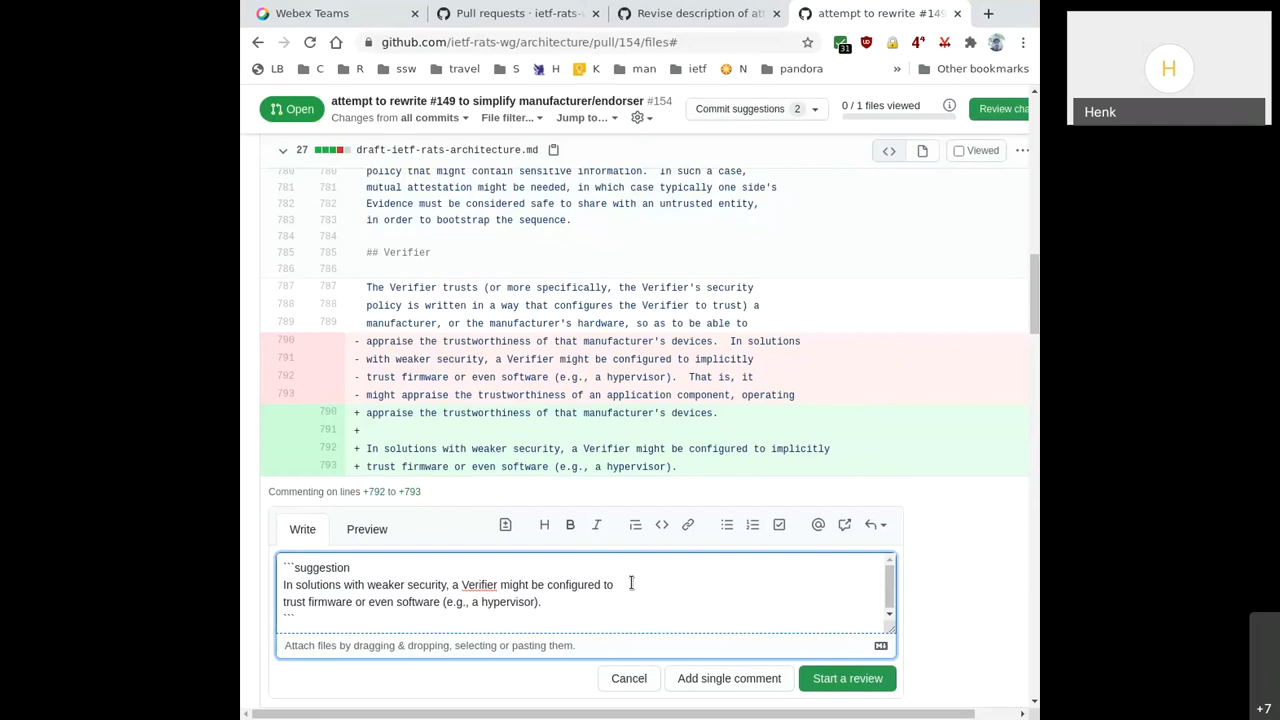 Webex Teams
Pull requests · ietf-rats-
Revise description of at
attempt to rewrite #149
github.com/ietf-rats-wg/architecture/pull/154/files#
31
LB
C
R
ssw
travel
S
H
K
man
ietf
N
pandora
»
Other bookmarks
Open
attempt to rewrite #149 to simplify manufacturer/endorser #154
Changes from all commits
File filter...
Jump to…
Commit suggestions 2
0 / 1 files viewed
Review cha
27
draft-ietf-rats-architecture.md
Viewed
780 780 policy that might contain sensitive information. In such a case,
781 781 mutual attestation might be needed, in which case typically one side's
782 782 Evidence must be considered safe to share with an untrusted entity,
783 783 in order to bootstrap the sequence.
784 784
785 785 ## Verifier
786 786
787 787 The Verifier trusts (or more specifically, the Verifier's security
788 788 policy is written in a way that configures the Verifier to trust) a
789 789 manufacturer, or the manufacturer's hardware, so as to be able to
790 - appraise the trustworthiness of that manufacturer's devices. In solutions
791 - with weaker security, a Verifier might be configured to implicitly
792 - trust firmware or even software (e.g., a hypervisor). That is, it
793 - might appraise the trustworthiness of an application component, operating
790 + appraise the trustworthiness of that manufacturer's devices.
791 +
792 + In solutions with weaker security, a Verifier might be configured to implicitly
793 + trust firmware or even software (e.g., a hypervisor).
Commenting on lines +792 to +793
Write
Preview
```suggestion
In solutions with weaker security, a Verifier might be configured to
trust firmware or even software (e.g., a hypervisor).
```
Attach files by dragging & dropping, selecting or pasting them.
Cancel
Add single comment
Start a review
H
Henk
+7